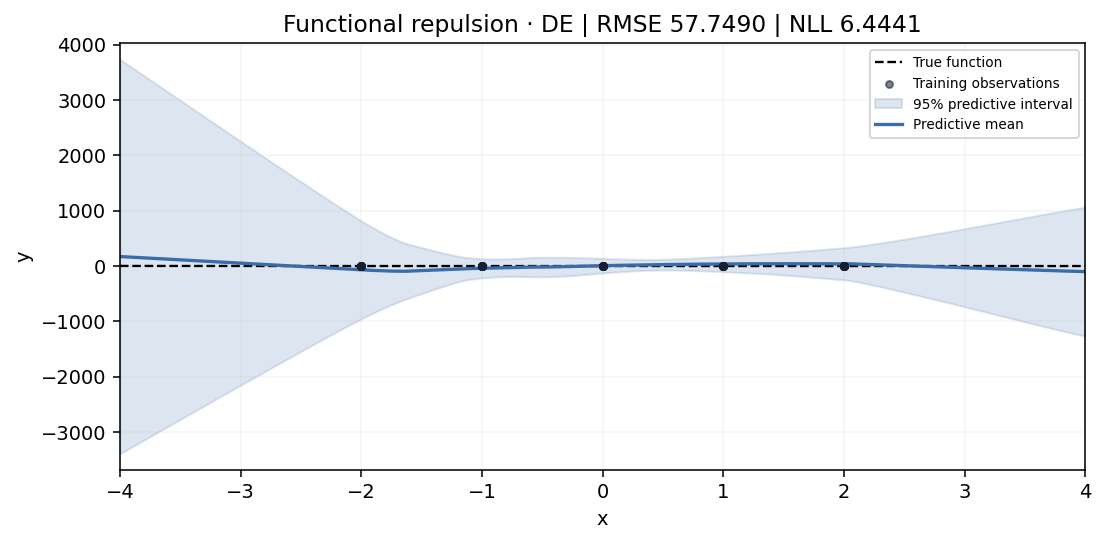 Functional repulsion · DE | RMSE 57.7490 | NLL 6.4441
4000
3000
2000
1000
0
−1000
−2000
−3000
y
−4
−3
−2
−1
0
1
2
3
4
x
True function
Training observations
95% predictive interval
Predictive mean